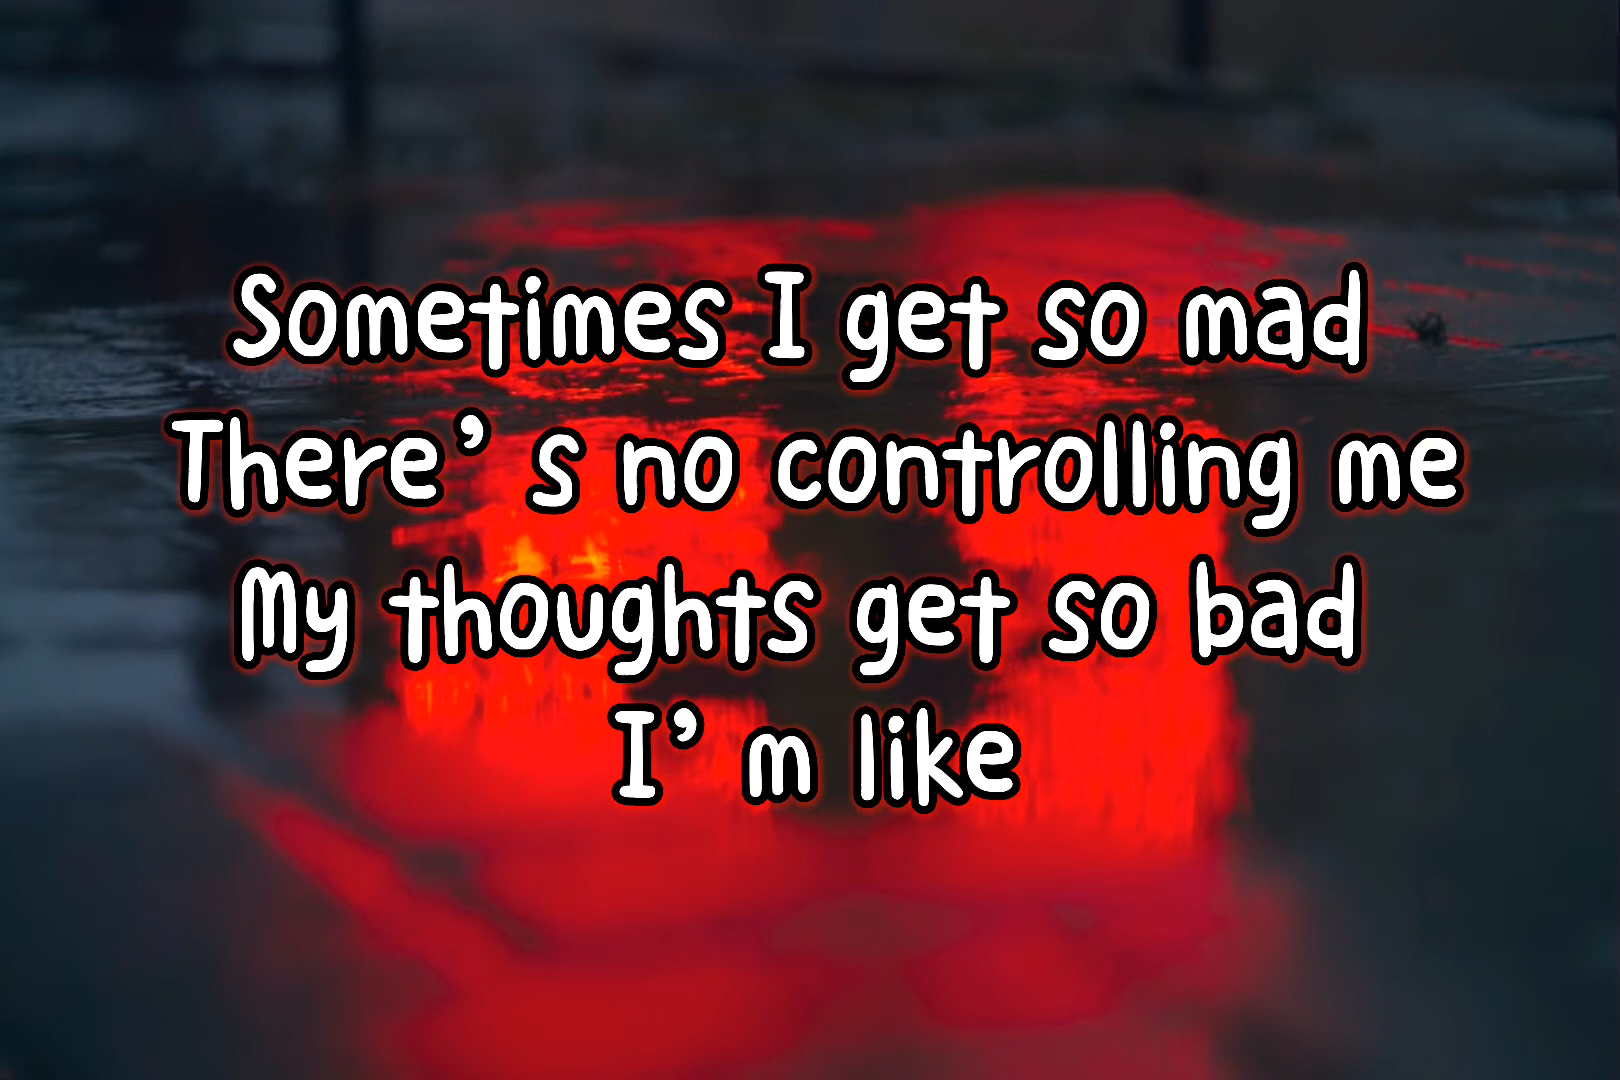 Sometimes I get so mad
There’s no controlling me
My thoughts get so bad
I’m like